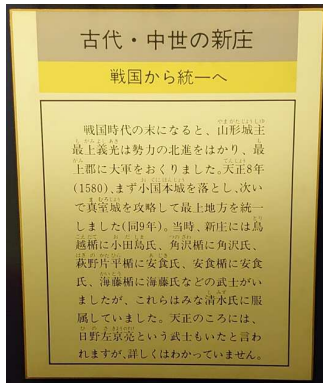 古代・中世の新庄
戦国から統一へ
戦国時代の末になると、山形城主
最上義光は勢力の北進をはかり、最
上郡に大軍をおくりました。天正8年
(1580)、まず小国本城を落とし、次い
で真室城を攻略して最上地方を統一
しました(同9年)。当時、新庄には鳥
越楯に小田島氏、角沢楯に角沢氏、
萩野片平楯に安食氏、安食楯に安食
氏、海藤楯に海藤氏などの武士がい
ましたが、これらはみな清水氏に服
属していました。天正のころには、
日野左京亮という武士もいたと言わ
れますが、詳しくはわかっていません。